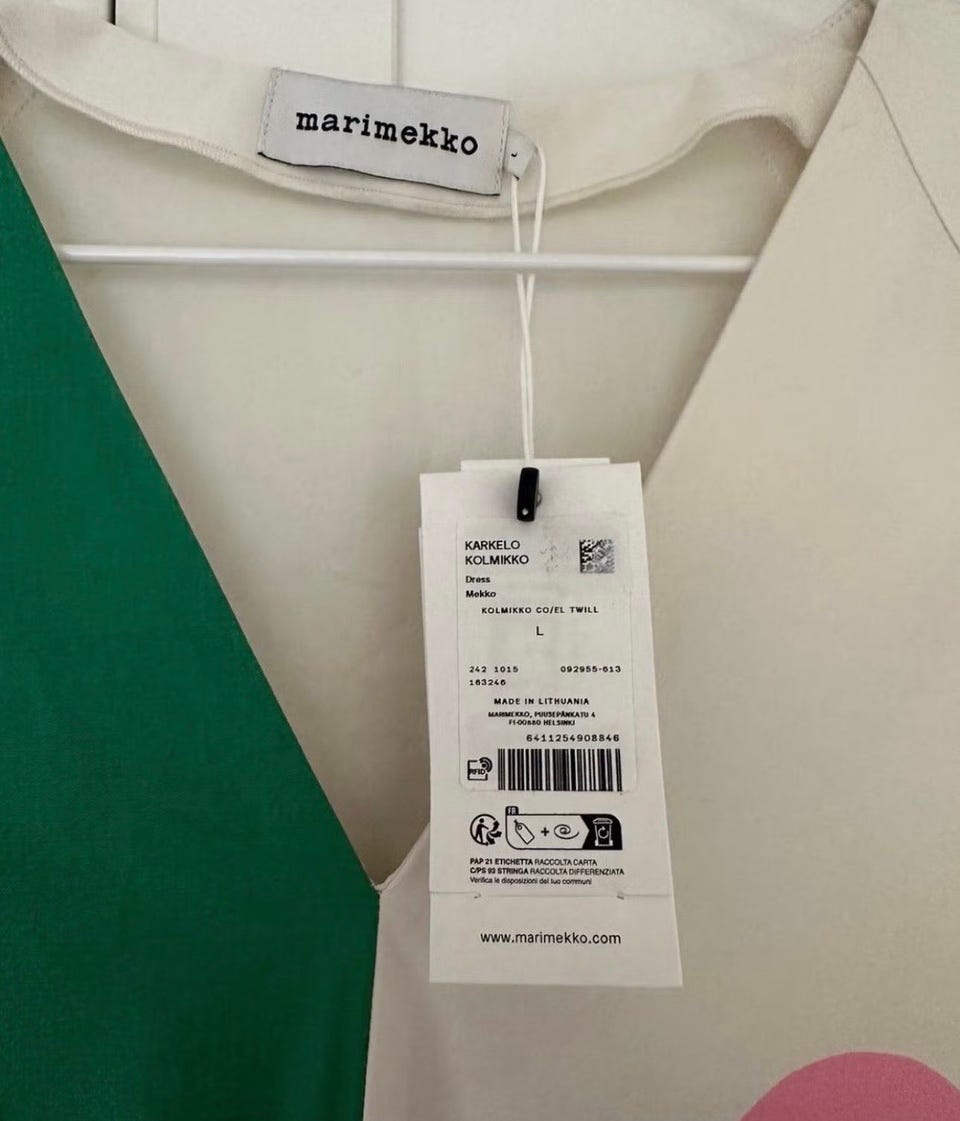 marimekko
L
KARKELO
KOLMIKKO
Dress
Mekko
KOLMIKKO CO/EL TWILL
L
242 1015 092955-613
163246
MADE IN LITHUANIA
MARIMEKKO, PUUSEPÄNKATU 4
FI-00880 HELSINKI
6411254908846
RFID
FR
+
PAP 21 ETICHETTA RACCOLTA CARTA
C/PS 93 STRINGA RACCOLTA DIFFERENZIATA
Verifica le disposizioni del tuo communi
www.marimekko.com